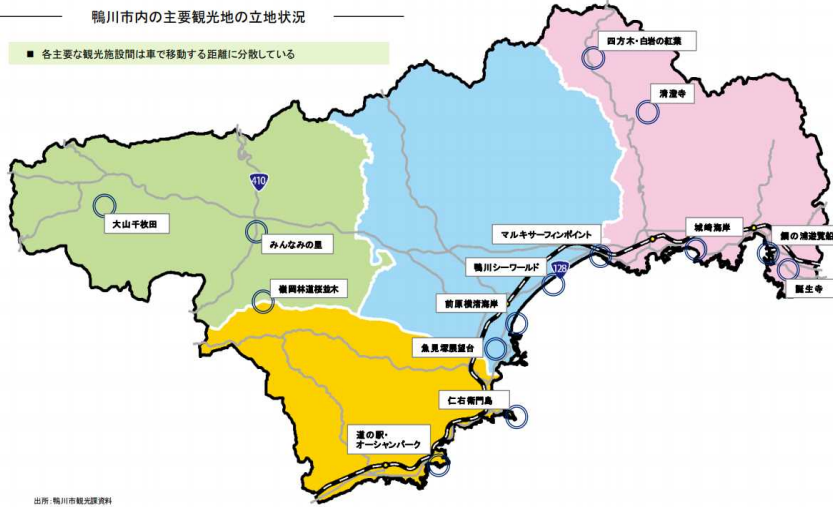 鴨川市内の主要観光地の立地状況
■ 各主要な観光施設間は車で移動する距離に分散している
四方木・白岩の紅葉
清澄寺
410
大山千枚田
みんなみの里
マルキサーフィンポイント
城崎海岸
鯛の浦遊覧船
鴨川シーワールド
128
誕生寺
嶺岡林道桜並木
前原横渚海岸
魚見塚展望台
仁右衛門島
道の駅・
オーシャンパーク
出所:鴨川市観光課資料